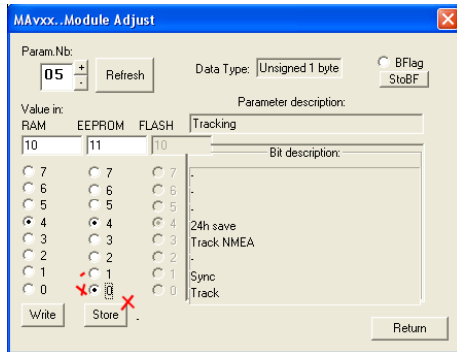 MAvxx..Module Adjust
Param.Nb:
05 + - Refresh
Data Type: Unsigned 1 byte
BFlag
StoBF
Value in:
RAM EEPROM FLASH
Parameter description:
Tracking
10 11 10
Bit description:
7 7 7 -
6 6 6 -
5 5 5 -
4 4 4 24h save
3 3 3 Track NMEA
2 2 2 -
1 1 1 Sync
0 0 0 Track
Write Store -
Return